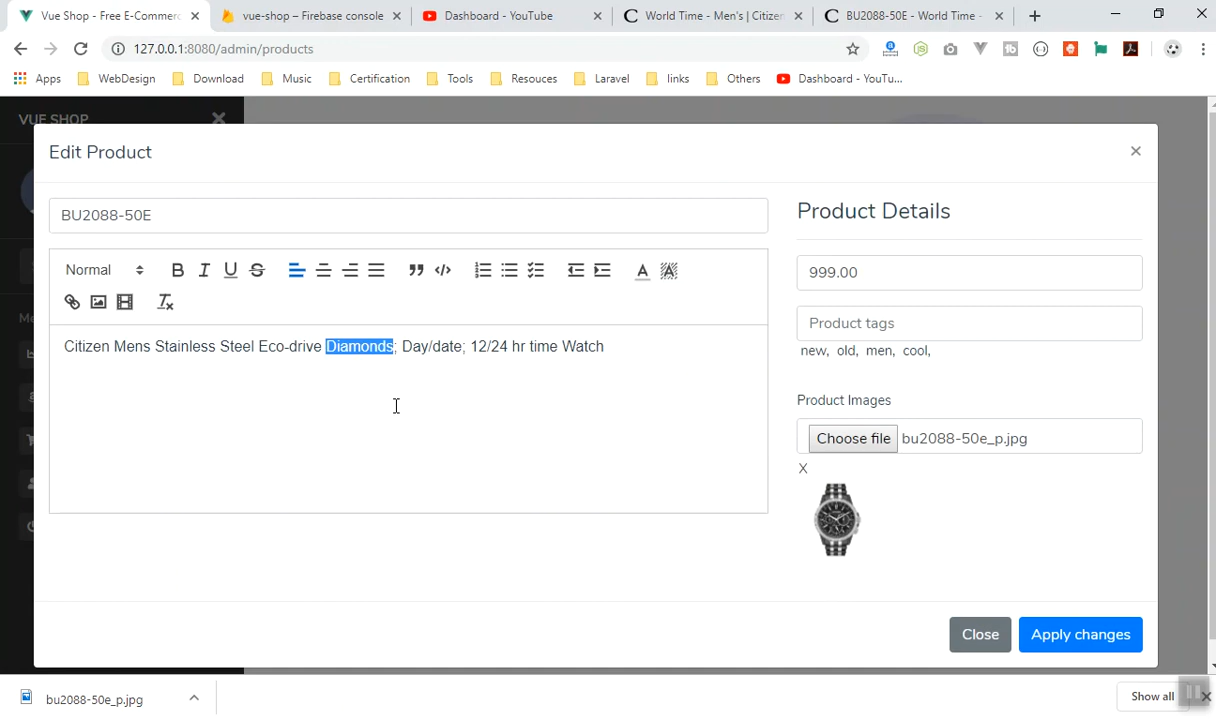 Vue Shop - Free E-Commerc
vue-shop – Firebase console
Dashboard - YouTube
World Time - Men's | Citizen
BU2088-50E - World Time -
127.0.0.1:8080/admin/products
Apps
WebDesign
Download
Music
Certification
Tools
Resouces
Laravel
links
Others
Dashboard - YouTu...
VUE SHOP
Edit Product
×
BU2088-50E
Normal
Citizen Mens Stainless Steel Eco-drive Diamonds; Day/date; 12/24 hr time Watch
Product Details
999.00
Product tags
new, old, men, cool,
Product Images
Choose file bu2088-50e_p.jpg
X
Close
Apply changes
bu2088-50e_p.jpg
Show all